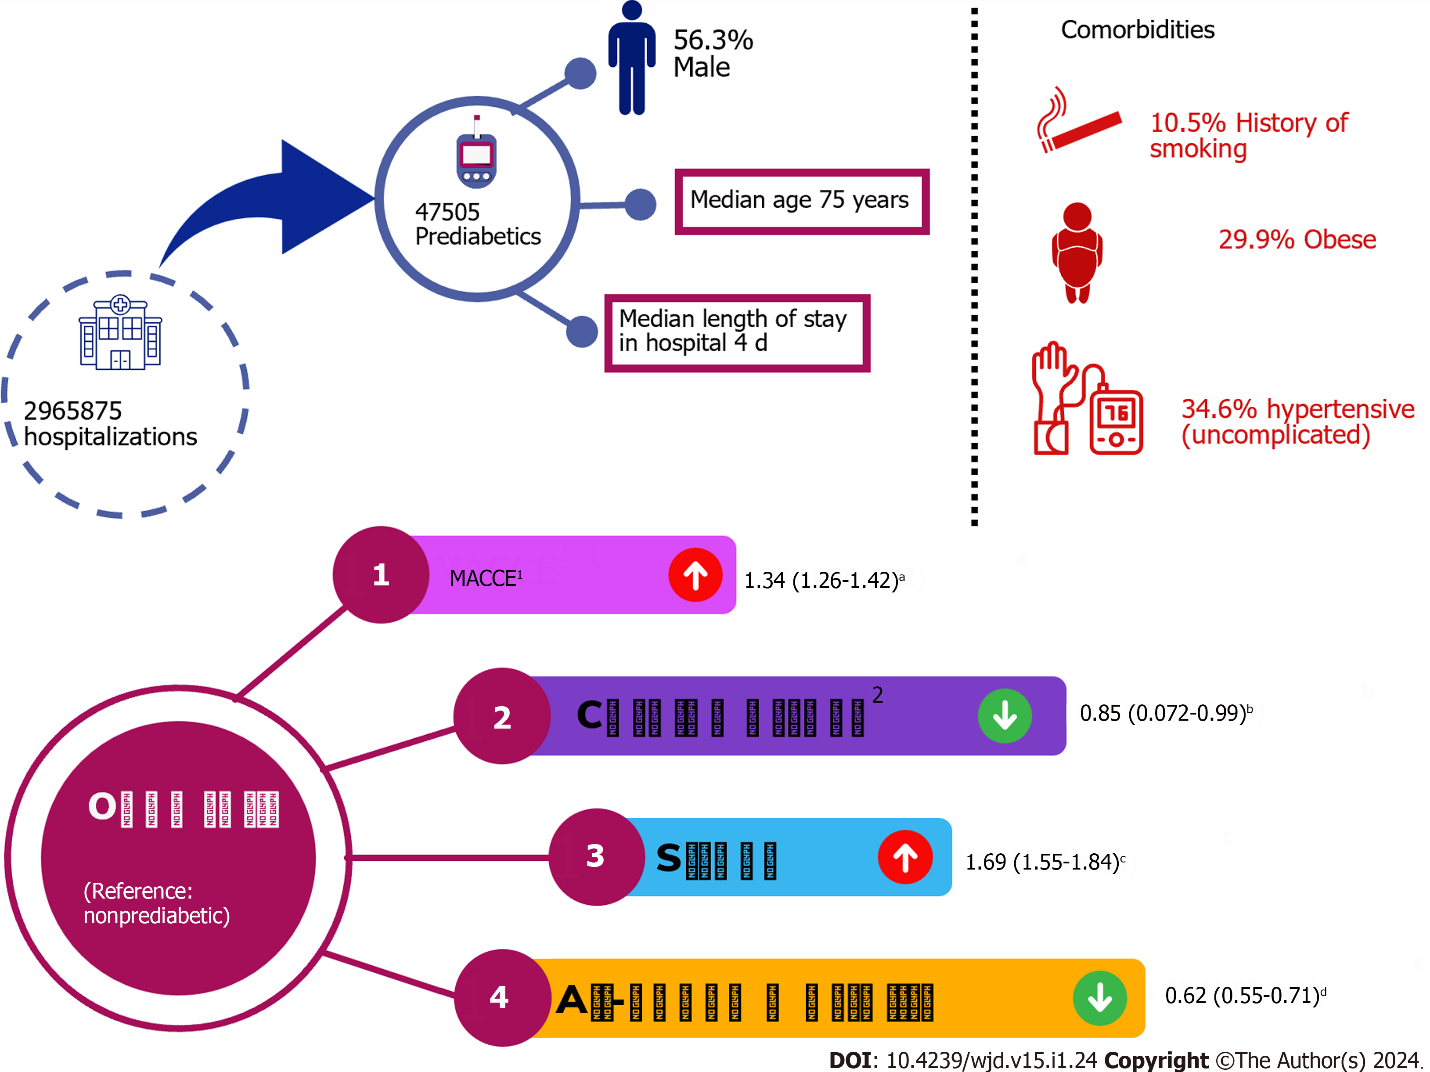 56.3%
Male
47505
Prediabetics
Median age 75 years
Median length of stay
in hospital 4 d
2965875
hospitalizations
Comorbidities
10.5% History of
smoking
29.9% Obese
76
34.6% hypertensive
(uncomplicated)
1
MACCE¹
1.34 (1.26-1.42)ᵃ
2
2
0.85 (0.072-0.99)ᵇ
(Reference:
nonprediabetic)
3
1.69 (1.55-1.84)ᶜ
4
0.62 (0.55-0.71)ᵈ
DOI: 10.4239/wjd.v15.i1.24 Copyright ©The Author(s) 2024.